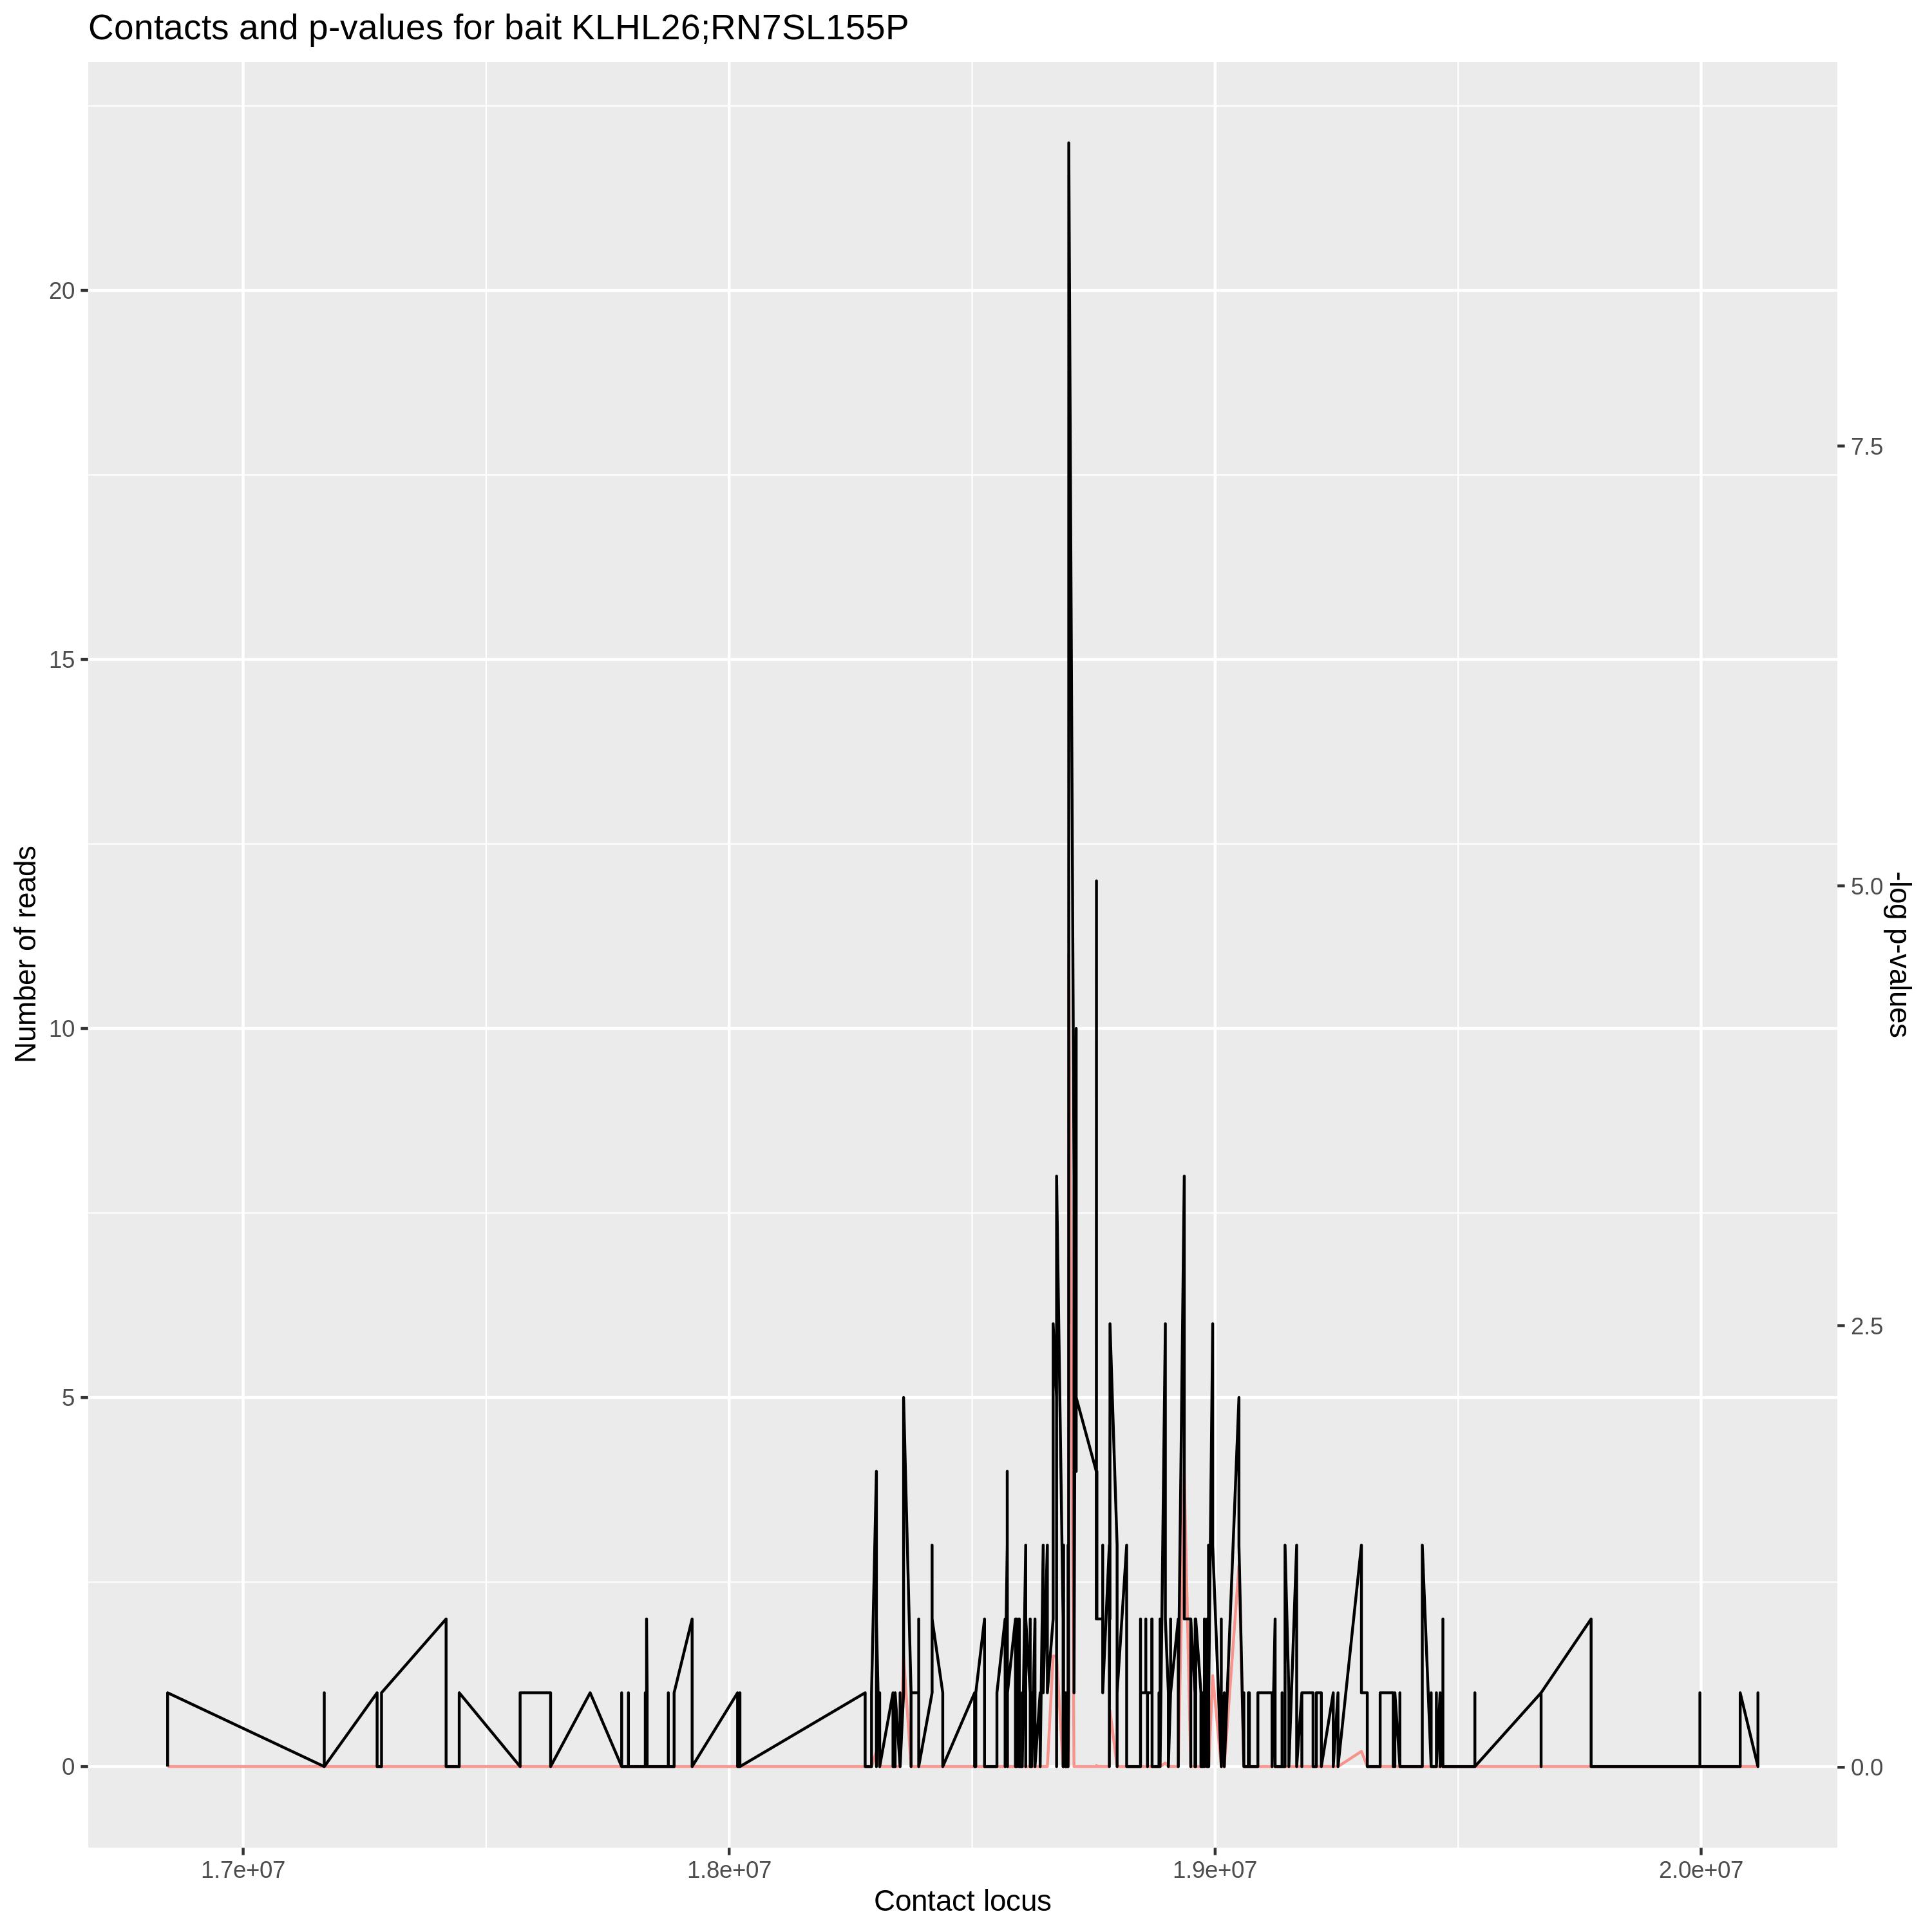 Contacts and p-values for bait KLHL26;RN7SL155P
20
15
10
5
0
Number of reads
7.5
5.0
2.5
0.0
-log p-values
1.7e+07
1.8e+07
1.9e+07
2.0e+07
Contact locus